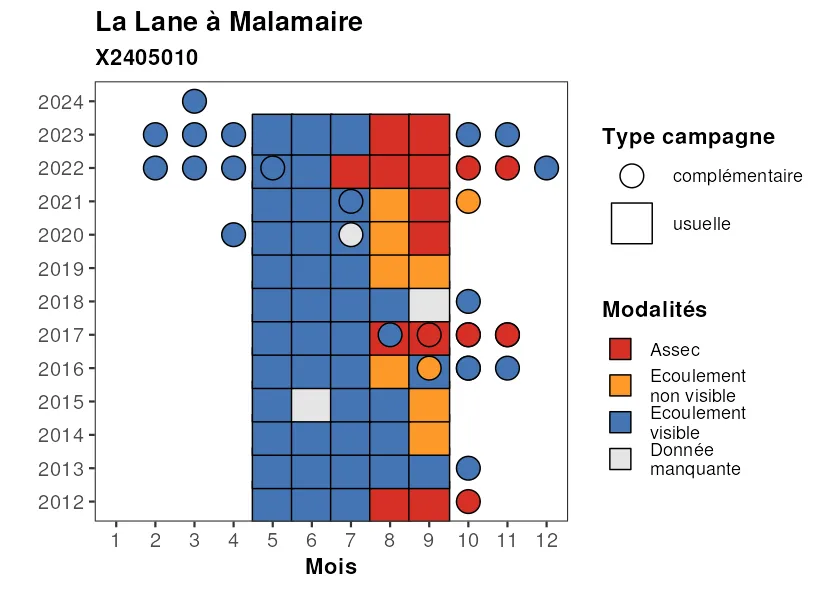 La Lane à Malamaire
X2405010
2024
2023
2022
2021
2020
2019
2018
2017
2016
2015
2014
2013
2012
1 2 3 4 5 6 7 8 9 10 11 12
Mois
Type campagne
complémentaire
usuelle
Modalités
Assec
Ecoulement
non visible
Ecoulement
visible
Donnée
manquante